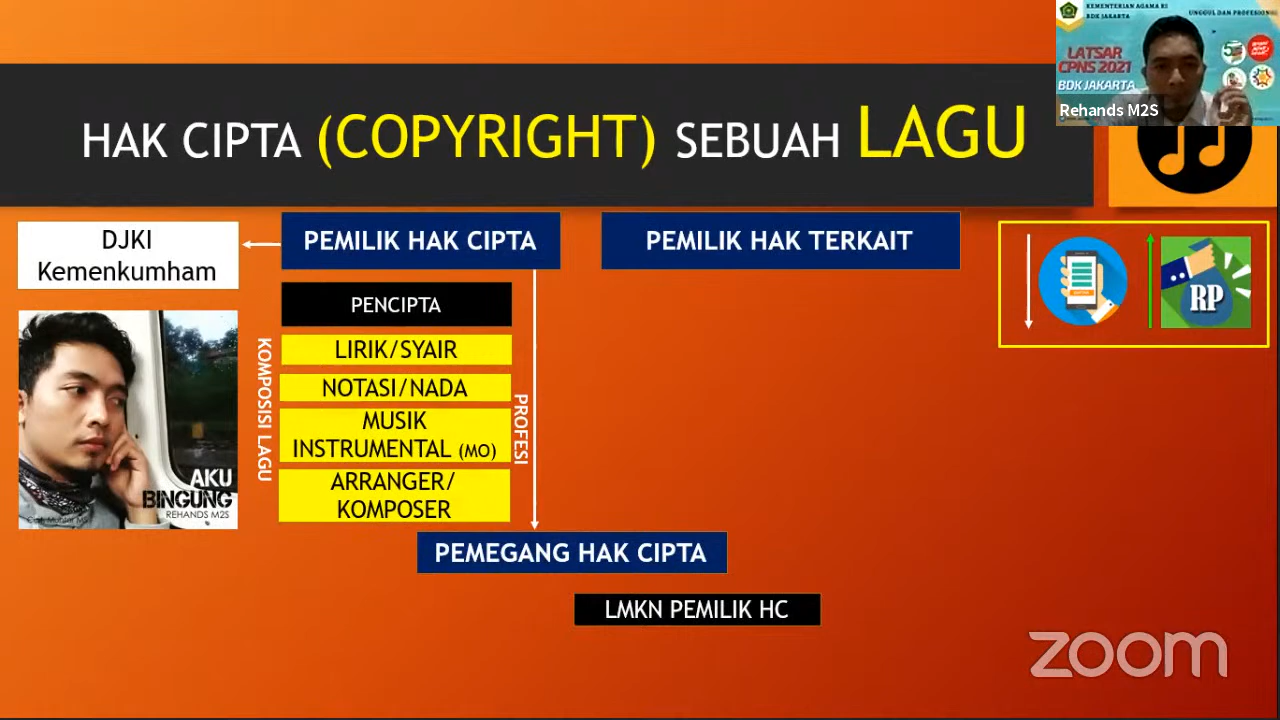 KEMENTERIAN AGAMA RI
BDK JAKARTA
UNGGUL DAN PROFESIONAL
LATSAR
CPNS 2021
BDK JAKARTA
Rehands M2S
HAK CIPTA (COPYRIGHT) SEBUAH LAGU
DJKI
Kemenkumham
PEMILIK HAK CIPTA
PEMILIK HAK TERKAIT
RP
PENCIPTA
KOMPOSISI LAGU
LIRIK/SYAIR
NOTASI/NADA
MUSIK
INSTRUMENTAL (MO)
ARRANGER/
KOMPOSER
PROFESI
AKU
BINGUNG
REHANDS M2S
PEMEGANG HAK CIPTA
LMKN PEMILIK HC
zoom